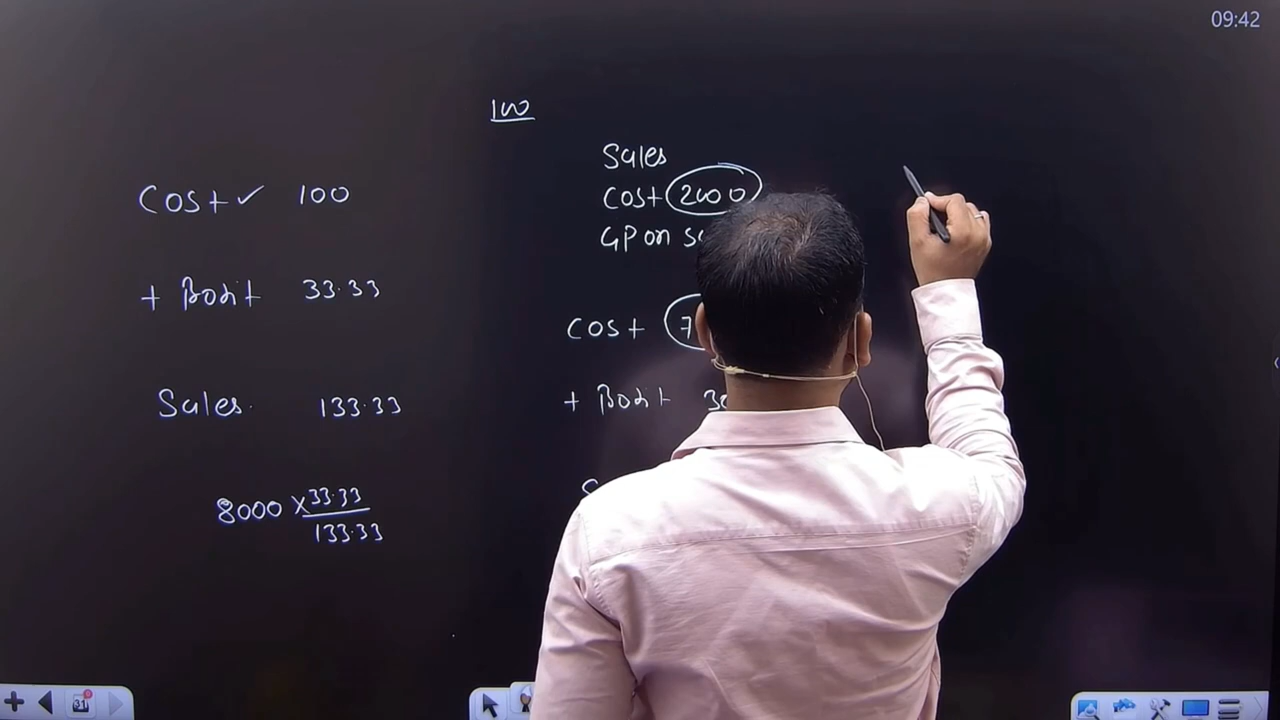 09:42
100
Cost ✓ 100
+ Profit 33.33
Sales. 133.33
8000 × 33.33
133.33
Sales
Cost 2000
GP on
Cost
+ Profit